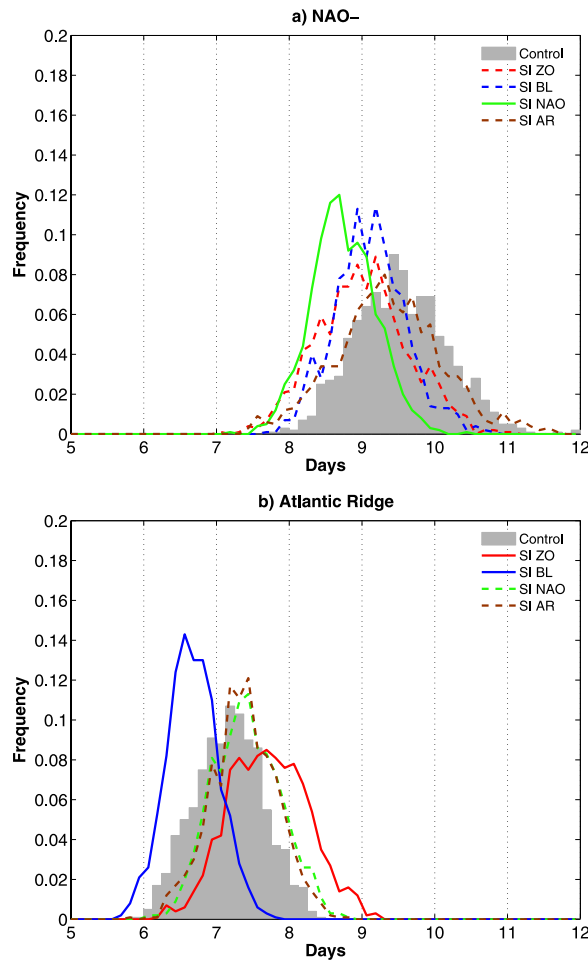 a) NAO–
0.2
0.18
0.16
0.14
0.12
0.1
0.08
0.06
0.04
0.02
0
Frequency
Control
SI ZO
SI BL
SI NAO
SI AR
5 6 7 8 9 10 11 12
Days
b) Atlantic Ridge
0.2
0.18
0.16
0.14
0.12
0.1
0.08
0.06
0.04
0.02
0
Frequency
Control
SI ZO
SI BL
SI NAO
SI AR
5 6 7 8 9 10 11 12
Days